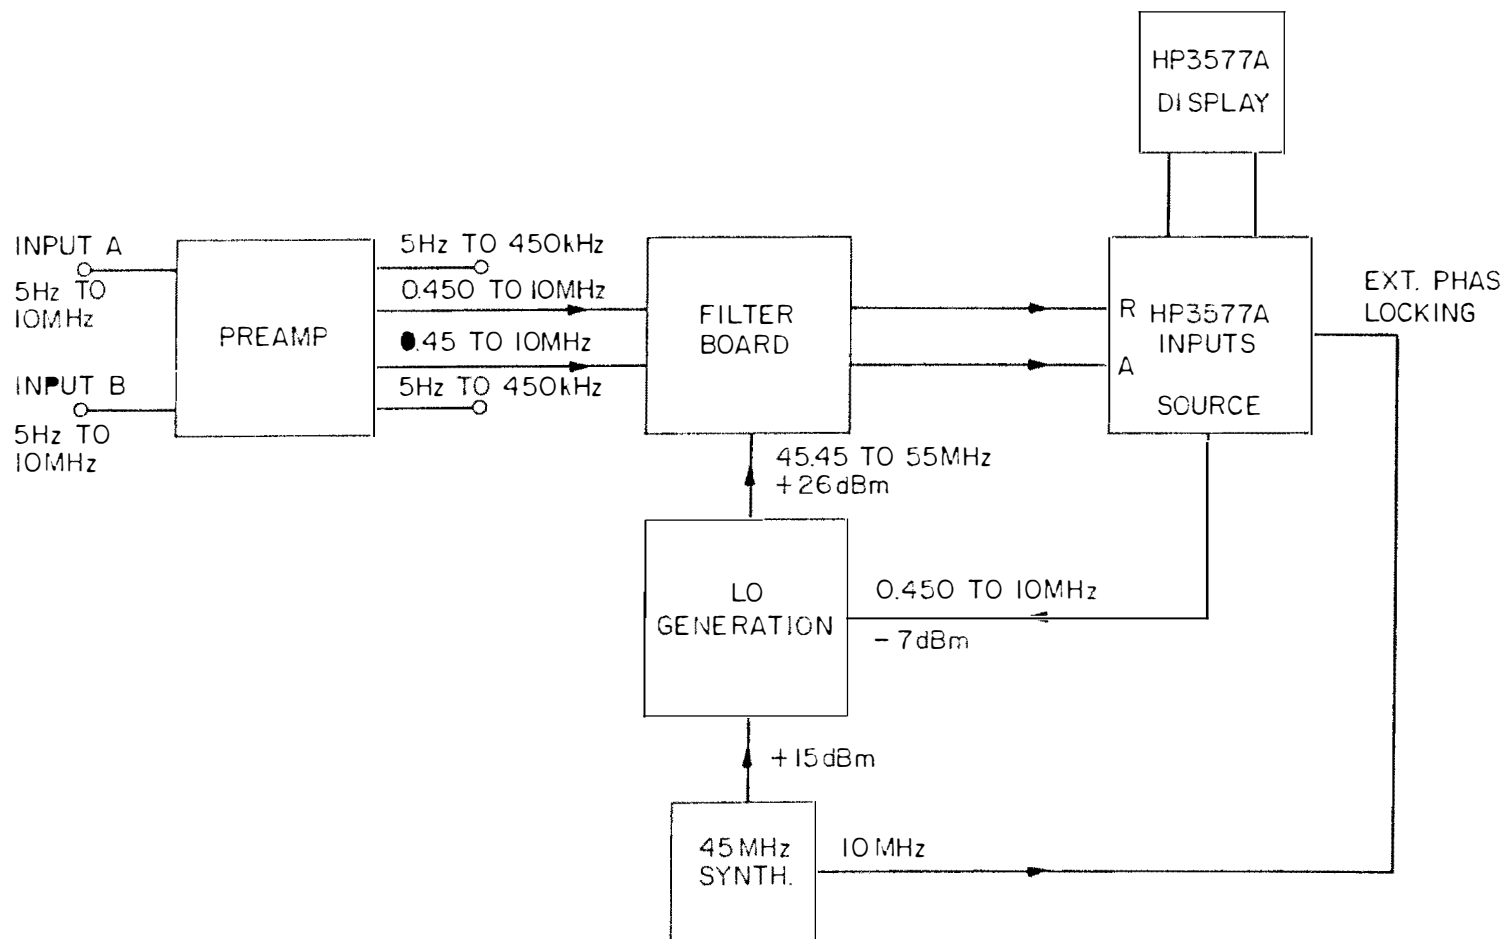 HP3577A
DISPLAY
INPUT A
5Hz TO
10MHz
INPUT B
5Hz TO
10MHz
PREAMP
5Hz TO 450kHz
0.450 TO 10MHz
0.45 TO 10MHz
5Hz TO 450kHz
FILTER
BOARD
R
A
HP3577A
INPUTS
SOURCE
EXT. PHAS
LOCKING
45.45 TO 55MHz
+26dBm
LO
GENERATION
0.450 TO 10MHz
-7dBm
+15dBm
45MHz
SYNTH.
10MHz